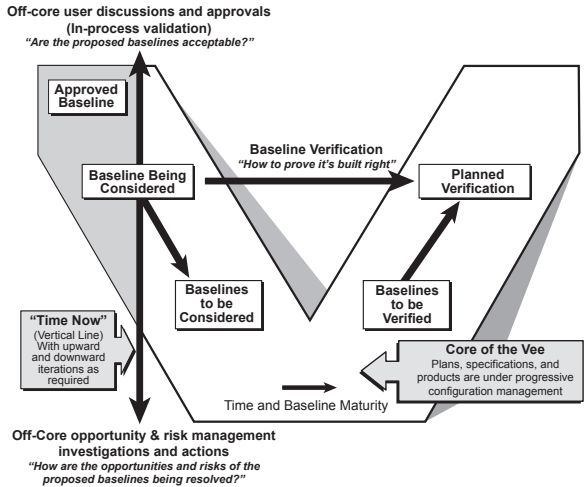 Off-core user discussions and approvals
(In-process validation)
“Are the proposed baselines acceptable?”
Approved
Baseline
Baseline Verification
“How to prove it's built right”
Baseline Being
Considered
Planned
Verification
Baselines
to be
Considered
Baselines
to be
Verified
“Time Now”
(Vertical Line)
With upward
and downward
iterations as
required
Core of the Vee
Plans, specifications, and
products are under progressive
configuration management
Time and Baseline Maturity
Off-Core opportunity & risk management
investigations and actions
“How are the opportunities and risks of the
proposed baselines being resolved?”